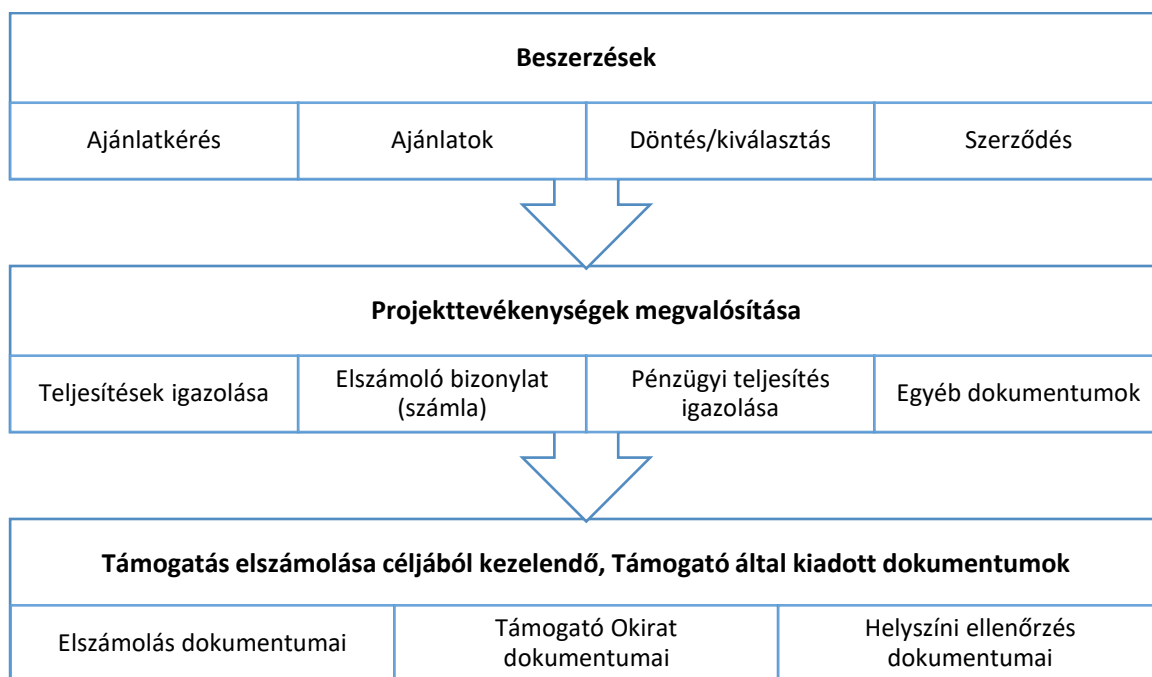 Beszerzések
Ajánlatkérés
Ajánlatok
Döntés/kiválasztás
Szerződés
Projekttevékenységek megvalósítása
Teljesítések igazolása
Elszámoló bizonylat
(számla)
Pénzügyi teljesítés
igazolása
Egyéb dokumentumok
Támogatás elszámolása céljából kezelendő, Támogató által kiadott dokumentumok
Elszámolás dokumentumai
Támogató Okirat
dokumentumai
Helyszíni ellenőrzés
dokumentumai